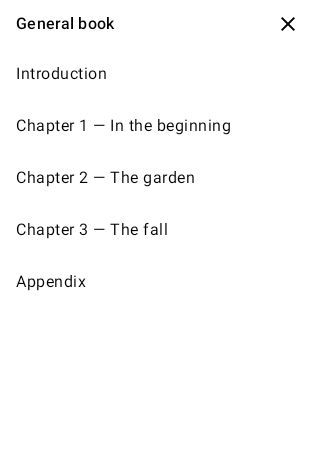 General book
Introduction
Chapter 1 — In the beginning
Chapter 2 — The garden
Chapter 3 — The fall
Appendix